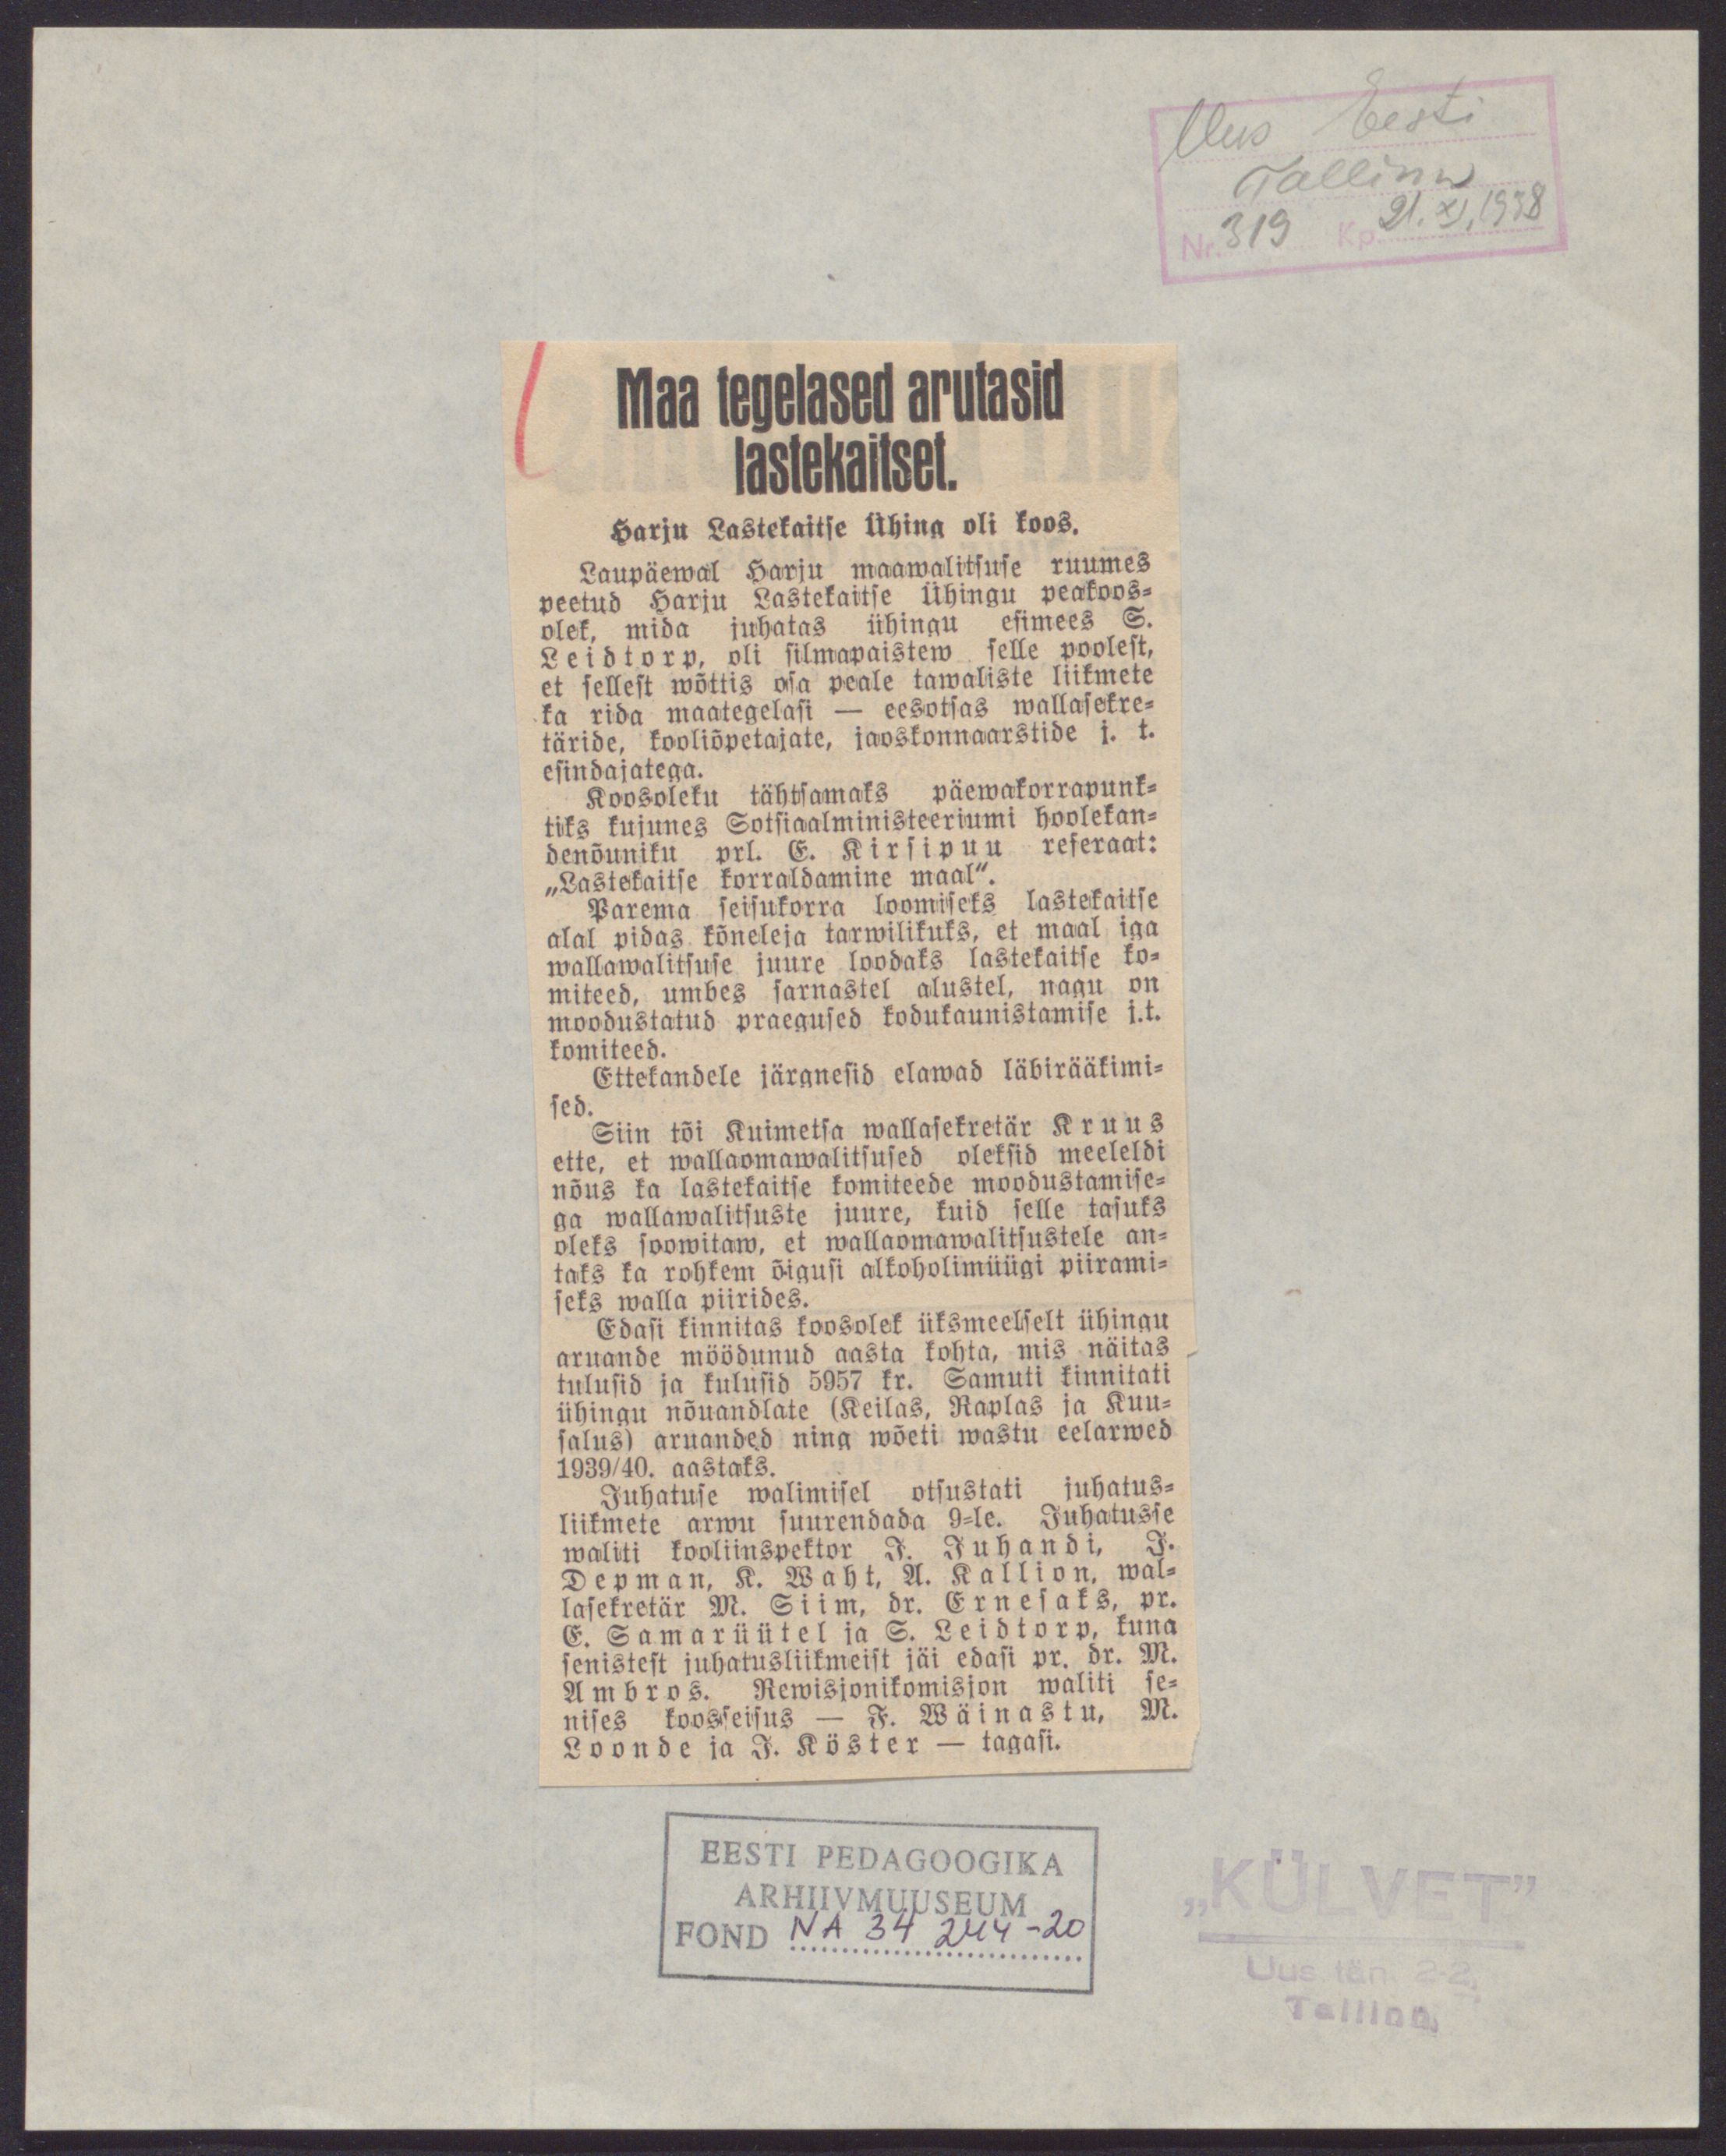 Uus Eesti
Tallinn
Nr. 319 Kp. 21. XI, 1938
Maa tegelased arutasid
lastekaitset.
Harju Lastekaitse Ühing oli koos.
Laupäewal Harju maawalitsuse ruumes
peetud Harju Lastekaitse Ühingu peakoos-
olek, mida juhatas ühingu esimees S.
Leidtorp, oli silmapaistew selle poolest,
et sellest wõttis osa peale tawaliste liikmete
ka rida maategelasi — eesotsas wallasekre-
täride, kooliõpetajate, jaoskonnaarstide j. t.
esindajatega.
Koosoleku tähtsamaks päewakorrapunk-
tiks kujunes Sotsiaalministeeriumi hoolekan-
denõuniku prl. E. Kirsipuu referaat:
„Lastekaitse korraldamine maal“.
Parema seisukorra loomiseks lastekaitse
alal pidas kõneleja tarwilikuks, et maal iga
wallawalitsuse juure loodaks lastekaitse ko-
miteed, umbes sarnastel alustel, nagu on
moodustatud praegused kodukaunistamise j.t.
komiteed.
Ettekandele järgnesid elawad läbirääkimi-
sed.
Siin tõi Kuimetsa wallasekretär Kruus
ette, et wallaomawalitsused oleksid meeleldi
nõus ka lastekaitse komiteede moodustamise-
ga wallawalitsuste juure, kuid selle tasuks
oleks soowitaw, et wallaomawalitsustele an-
taks ka rohkem õigusi alkoholimüügi piirami-
seks walla piirides.
Edasi kinnitas koosolek üksmeelselt ühingu
aruande möödunud aasta kohta, mis näitas
tulusid ja kulusid 5957 kr. Samuti kinnitati
ühingu nõuandlate (Keilas, Raplas ja Kuu-
salus) aruanded ning wõeti wastu eelarwed
1939/40. aastaks.
Juhatuse walimisel otsustati juhatus-
liikmete arwu suurendada 9-le. Juhatusse
waliti kooliinspektor J. Juhandi, J.
Depman, K. Waht, A. Kallion, wal-
lasekretär M. Siim, dr. Ernesaks, pr.
E. Samarüütel ja S. Leidtorp, kuna
senistest juhatusliikmeist jäi edasi pr. dr. M.
Ambros. Rewisjonikomisjon waliti se-
nises koosseisus — F. Wäinastu, M.
Loonde ja J. Köster — tagasi.
EESTI PEDAGOOGIKA
ARHIIVMUUSEUM
FOND NA 34 244-20
„KÜLVET”
Uus tän. 2-2,
Tallinn,